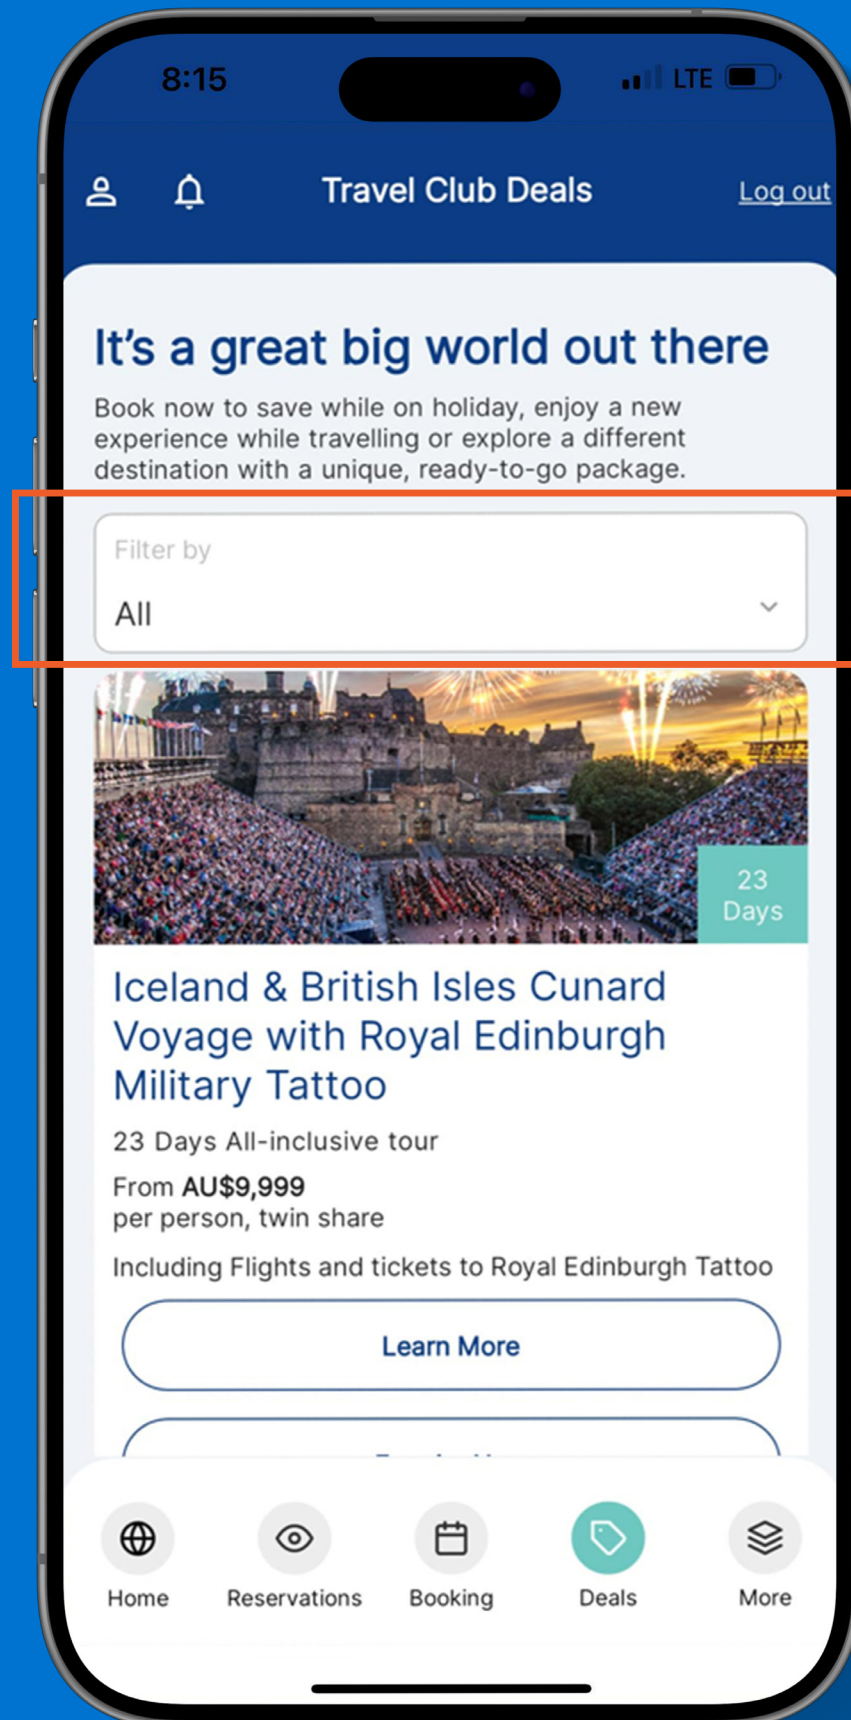 8:15
LTE
Travel Club Deals
Log out
It's a great big world out there
Book now to save while on holiday, enjoy a new
experience while travelling or explore a different
destination with a unique, ready-to-go package.
Filter by
All
23
Days
Iceland & British Isles Cunard
Voyage with Royal Edinburgh
Military Tattoo
23 Days All-inclusive tour
From AU$9,999
per person, twin share
Including Flights and tickets to Royal Edinburgh Tattoo
Learn More
Home
Reservations
Booking
Deals
More